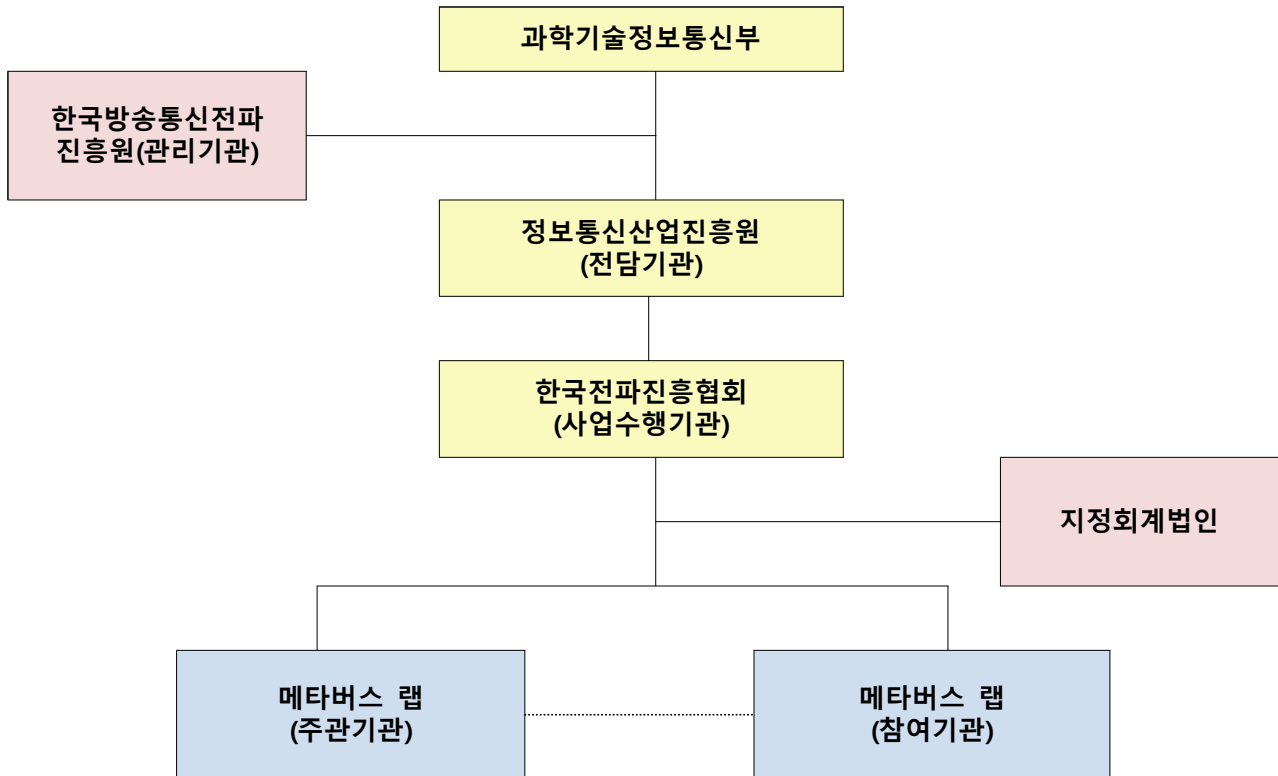 과학기술정보통신부
한국방송통신전파
진흥원(관리기관)
정보통신산업진흥원
(전담기관)
한국전파진흥협회
(사업수행기관)
지정회계법인
메타버스 랩
(주관기관)
메타버스 랩
(참여기관)